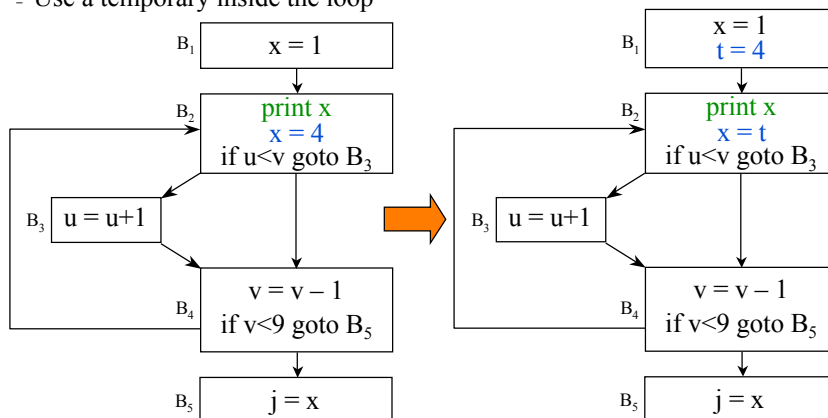 - Use a temporary inside the loop
B₁
x = 1
B₂
print x
x = 4
if u<v goto B₃
B₃
u = u+1
B₄
v = v – 1
if v<9 goto B₅
B₅
j = x
B₁
x = 1
t = 4
B₂
print x
x = t
if u<v goto B₃
B₃
u = u+1
B₄
v = v – 1
if v<9 goto B₅
B₅
j = x